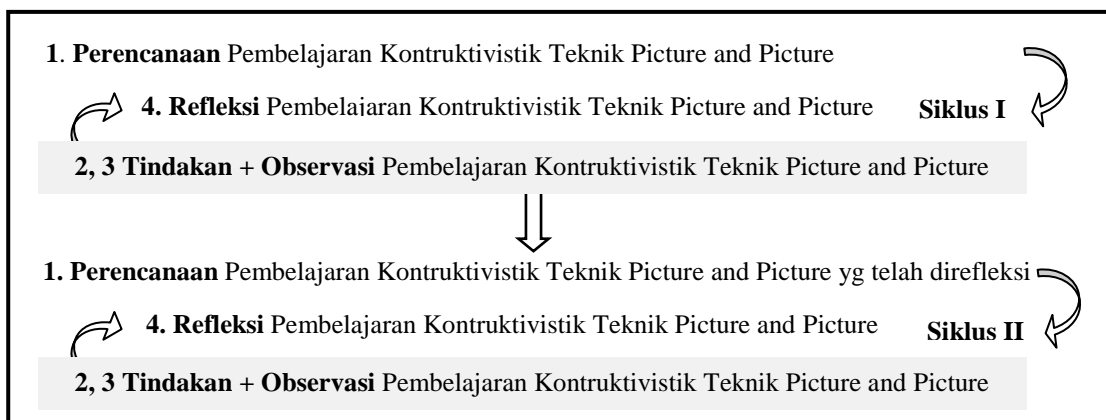 1. Perencanaan Pembelajaran Kontruktivistik Teknik Picture and Picture
4. Refleksi Pembelajaran Kontruktivistik Teknik Picture and Picture Siklus I
2, 3 Tindakan + Observasi Pembelajaran Kontruktivistik Teknik Picture and Picture
1. Perencanaan Pembelajaran Kontruktivistik Teknik Picture and Picture yg telah direfleksi
4. Refleksi Pembelajaran Kontruktivistik Teknik Picture and Picture Siklus II
2, 3 Tindakan + Observasi Pembelajaran Kontruktivistik Teknik Picture and Picture